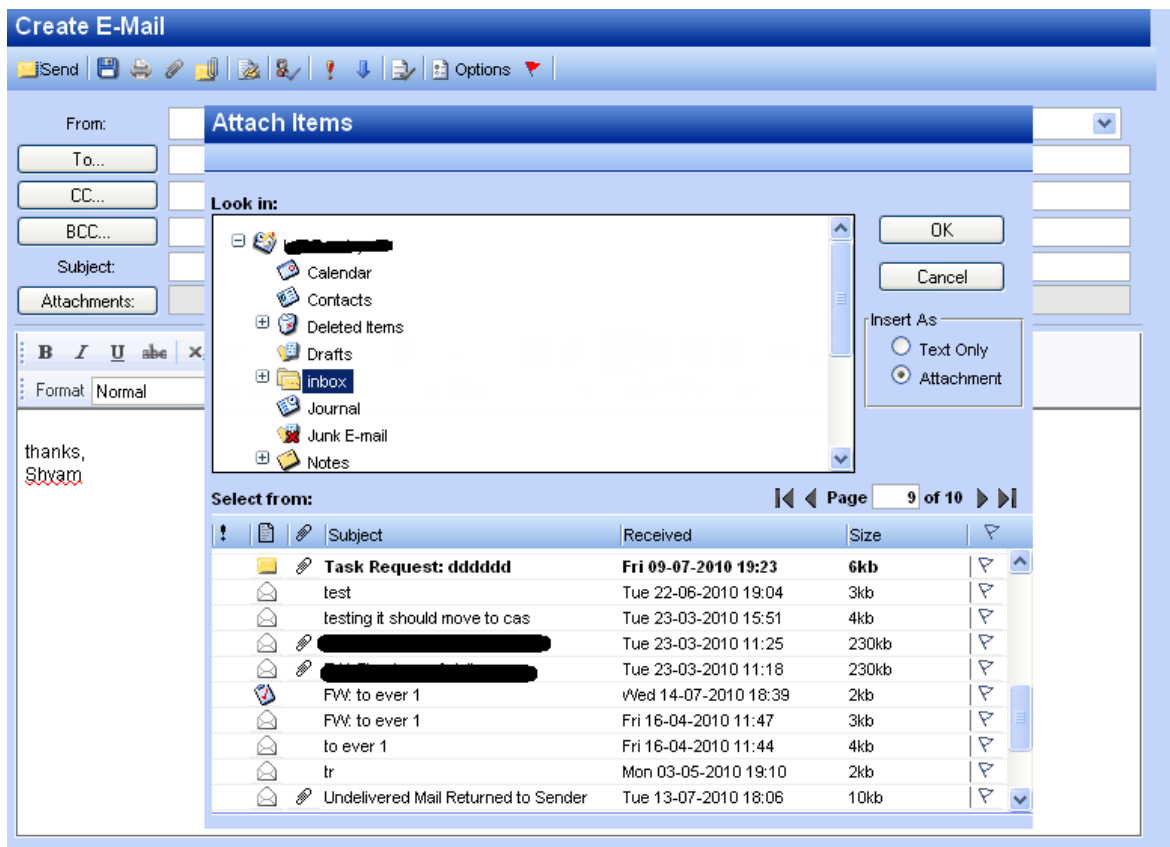 Create E-Mail
Send Options
From:
Attach Items
To...
CC...
Look in:
BCC...
OK
Subject:
Calendar
Cancel
Attachments:
Contacts
Insert As
Deleted Items
Text Only
B I U abc X
Drafts
Attachment
Format Normal
inbox
Journal
Junk E-mail
thanks,
Notes
Shyam
Select from: Page 9 of 10
! Subject Received Size
Task Request: dddddd Fri 09-07-2010 19:23 6kb
test Tue 22-06-2010 19:04 3kb
testing it should move to cas Tue 23-03-2010 15:51 4kb
Tue 23-03-2010 11:25 230kb
Tue 23-03-2010 11:18 230kb
FW: to ever 1 Wed 14-07-2010 18:39 2kb
FW: to ever 1 Fri 16-04-2010 11:47 3kb
to ever 1 Fri 16-04-2010 11:44 4kb
tr Mon 03-05-2010 19:10 2kb
Undelivered Mail Returned to Sender Tue 13-07-2010 18:06 10kb